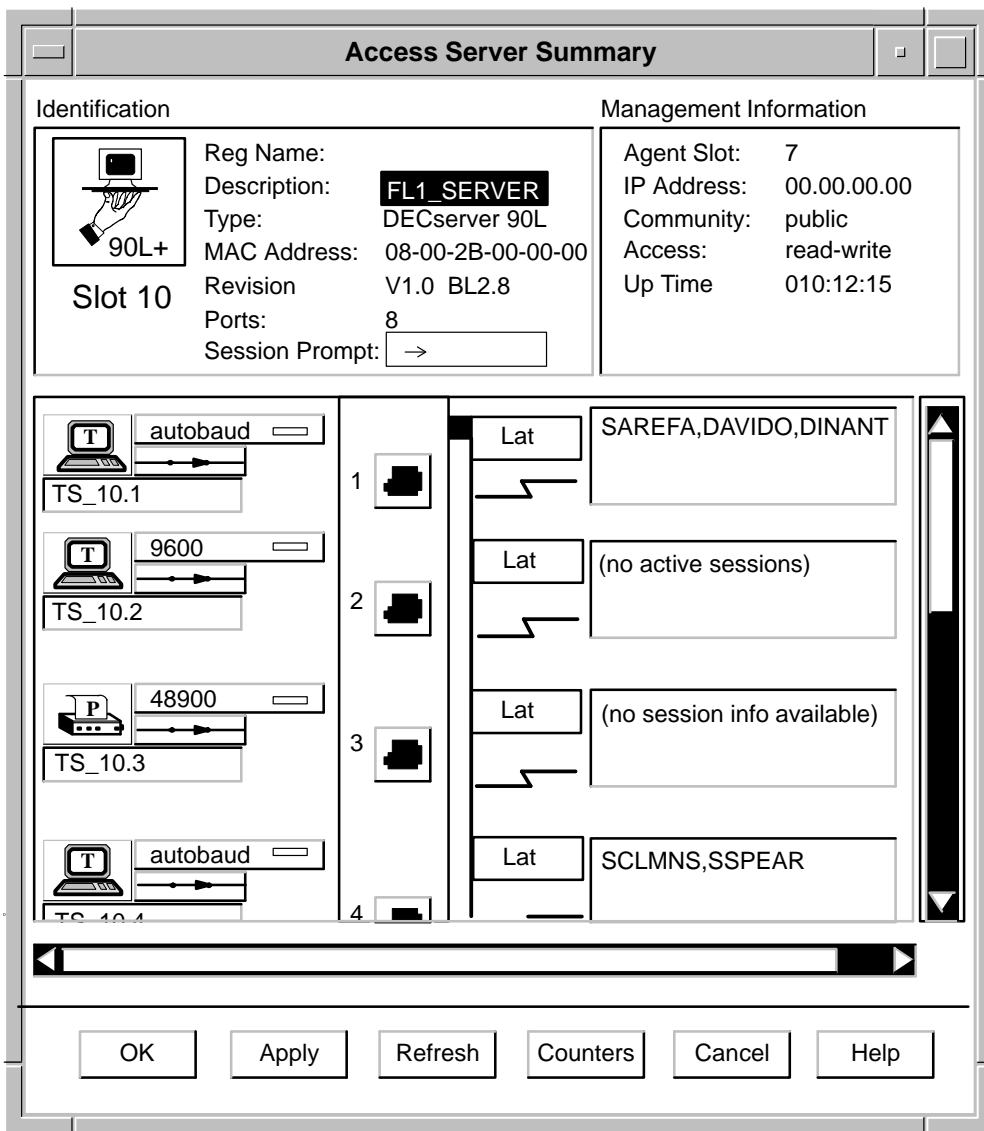 Access Server Summary
Identification
Management Information
90L+
Slot 10
Reg Name:
Description: FL1_SERVER
Type: DECserver 90L
MAC Address: 08-00-2B-00-00-00
Revision V1.0 BL2.8
Ports: 8
Session Prompt: →
Agent Slot: 7
IP Address: 00.00.00.00
Community: public
Access: read-write
Up Time 010:12:15
T autobaud
TS_10.1
1
Lat
SAREFA,DAVIDO,DINANT
T 9600
TS_10.2
2
Lat
(no active sessions)
P 48900
TS_10.3
3
Lat
(no session info available)
T autobaud
TS_10.4
4
Lat
SCLMNS,SSPEAR
OK Apply Refresh Counters Cancel Help